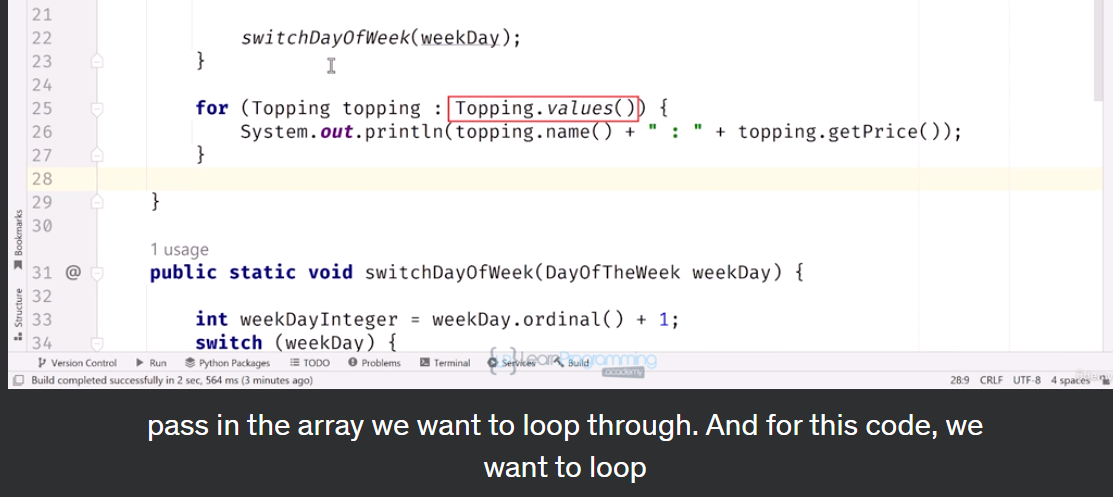 21
22 switchDayOfWeek(weekDay);
23 }
24
25 for (Topping topping : Topping.values()) {
26 System.out.println(topping.name() + " : " + topping.getPrice());
27 }
28
29 }
30
1 usage
31 @ public static void switchDayOfWeek(DayOfTheWeek weekDay) {
32
33 int weekDayInteger = weekDay.ordinal() + 1;
34 switch (weekDay) {
Bookmarks
Structure
Version Control Run Python Packages TODO Problems Terminal Services Build
LearnProgramming
academy
Build completed successfully in 2 sec, 564 ms (3 minutes ago) 28:9 CRLF UTF-8 4 spaces
pass in the array we want to loop through. And for this code, we
want to loop